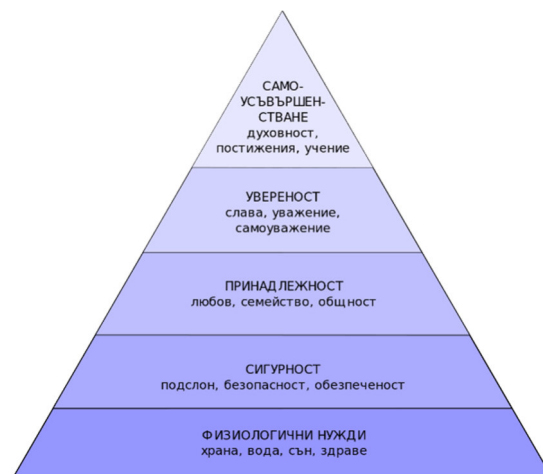 САМО-
УСЪВЪРШЕН-
СТВАНЕ
духовност,
постижения, учение
УВЕРЕНОСТ
слава, уважение,
самоуважение
ПРИНАДЛЕЖНОСТ
любов, семейство, общност
СИГУРНОСТ
подслон, безопасност, обезпеченост
ФИЗИОЛОГИЧНИ НУЖДИ
храна, вода, сън, здраве